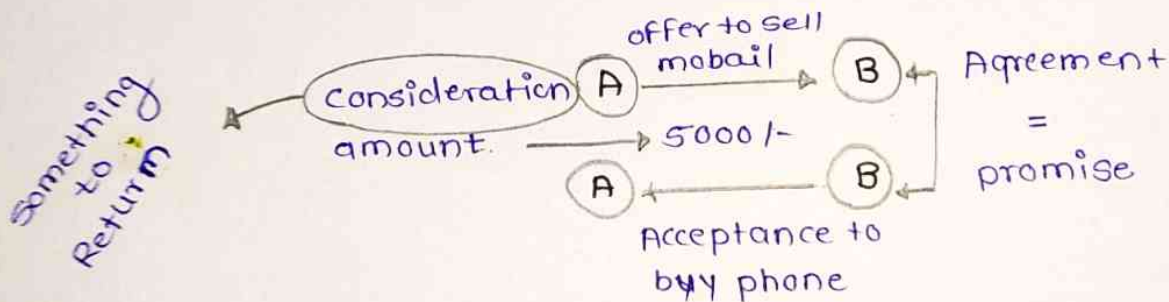 offer to sell
mobail
consideration
A
B
Agreement
amount.
5000/-
=
A
B
promise
Acceptance to
buy phone
Something
to
Return